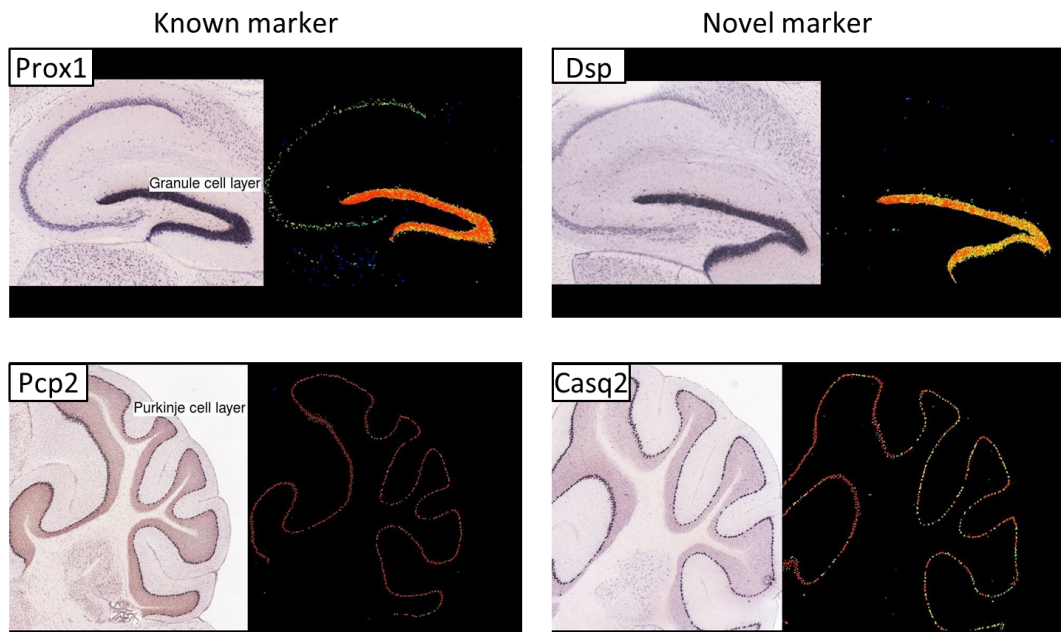 Known marker
Novel marker
Prox1
Dsp
Granule cell layer
Pcp2
Casq2
Purkinje cell layer